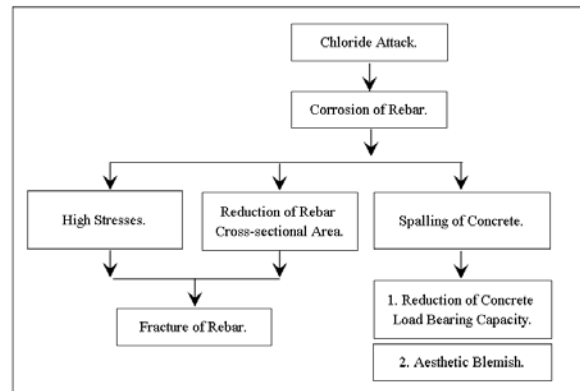 Chloride Attack.
Corrosion of Rebar.
High Stresses.
Reduction of Rebar
Cross-sectional Area.
Spalling of Concrete.
Fracture of Rebar.
1. Reduction of Concrete
Load Bearing Capacity.
2. Aesthetic Blemish.